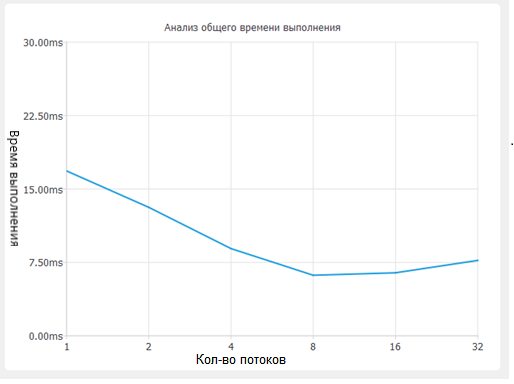 Анализ общего времени выполнения
30.00ms
22.50ms
15.00ms
7.50ms
0.00ms
Время выполнения
1 2 4 8 16 32
Кол-во потоков